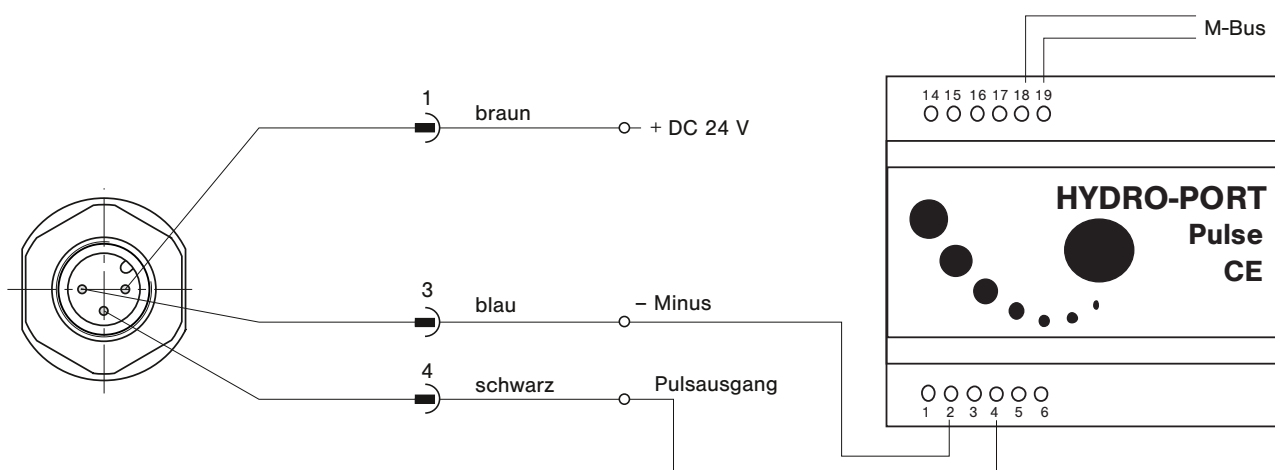 M-Bus
14 15 16 17 18 19
1
braun
+ DC 24 V
HYDRO-PORT
Pulse
CE
3
blau
– Minus
4
schwarz
Pulsausgang
1 2 3 4 5 6